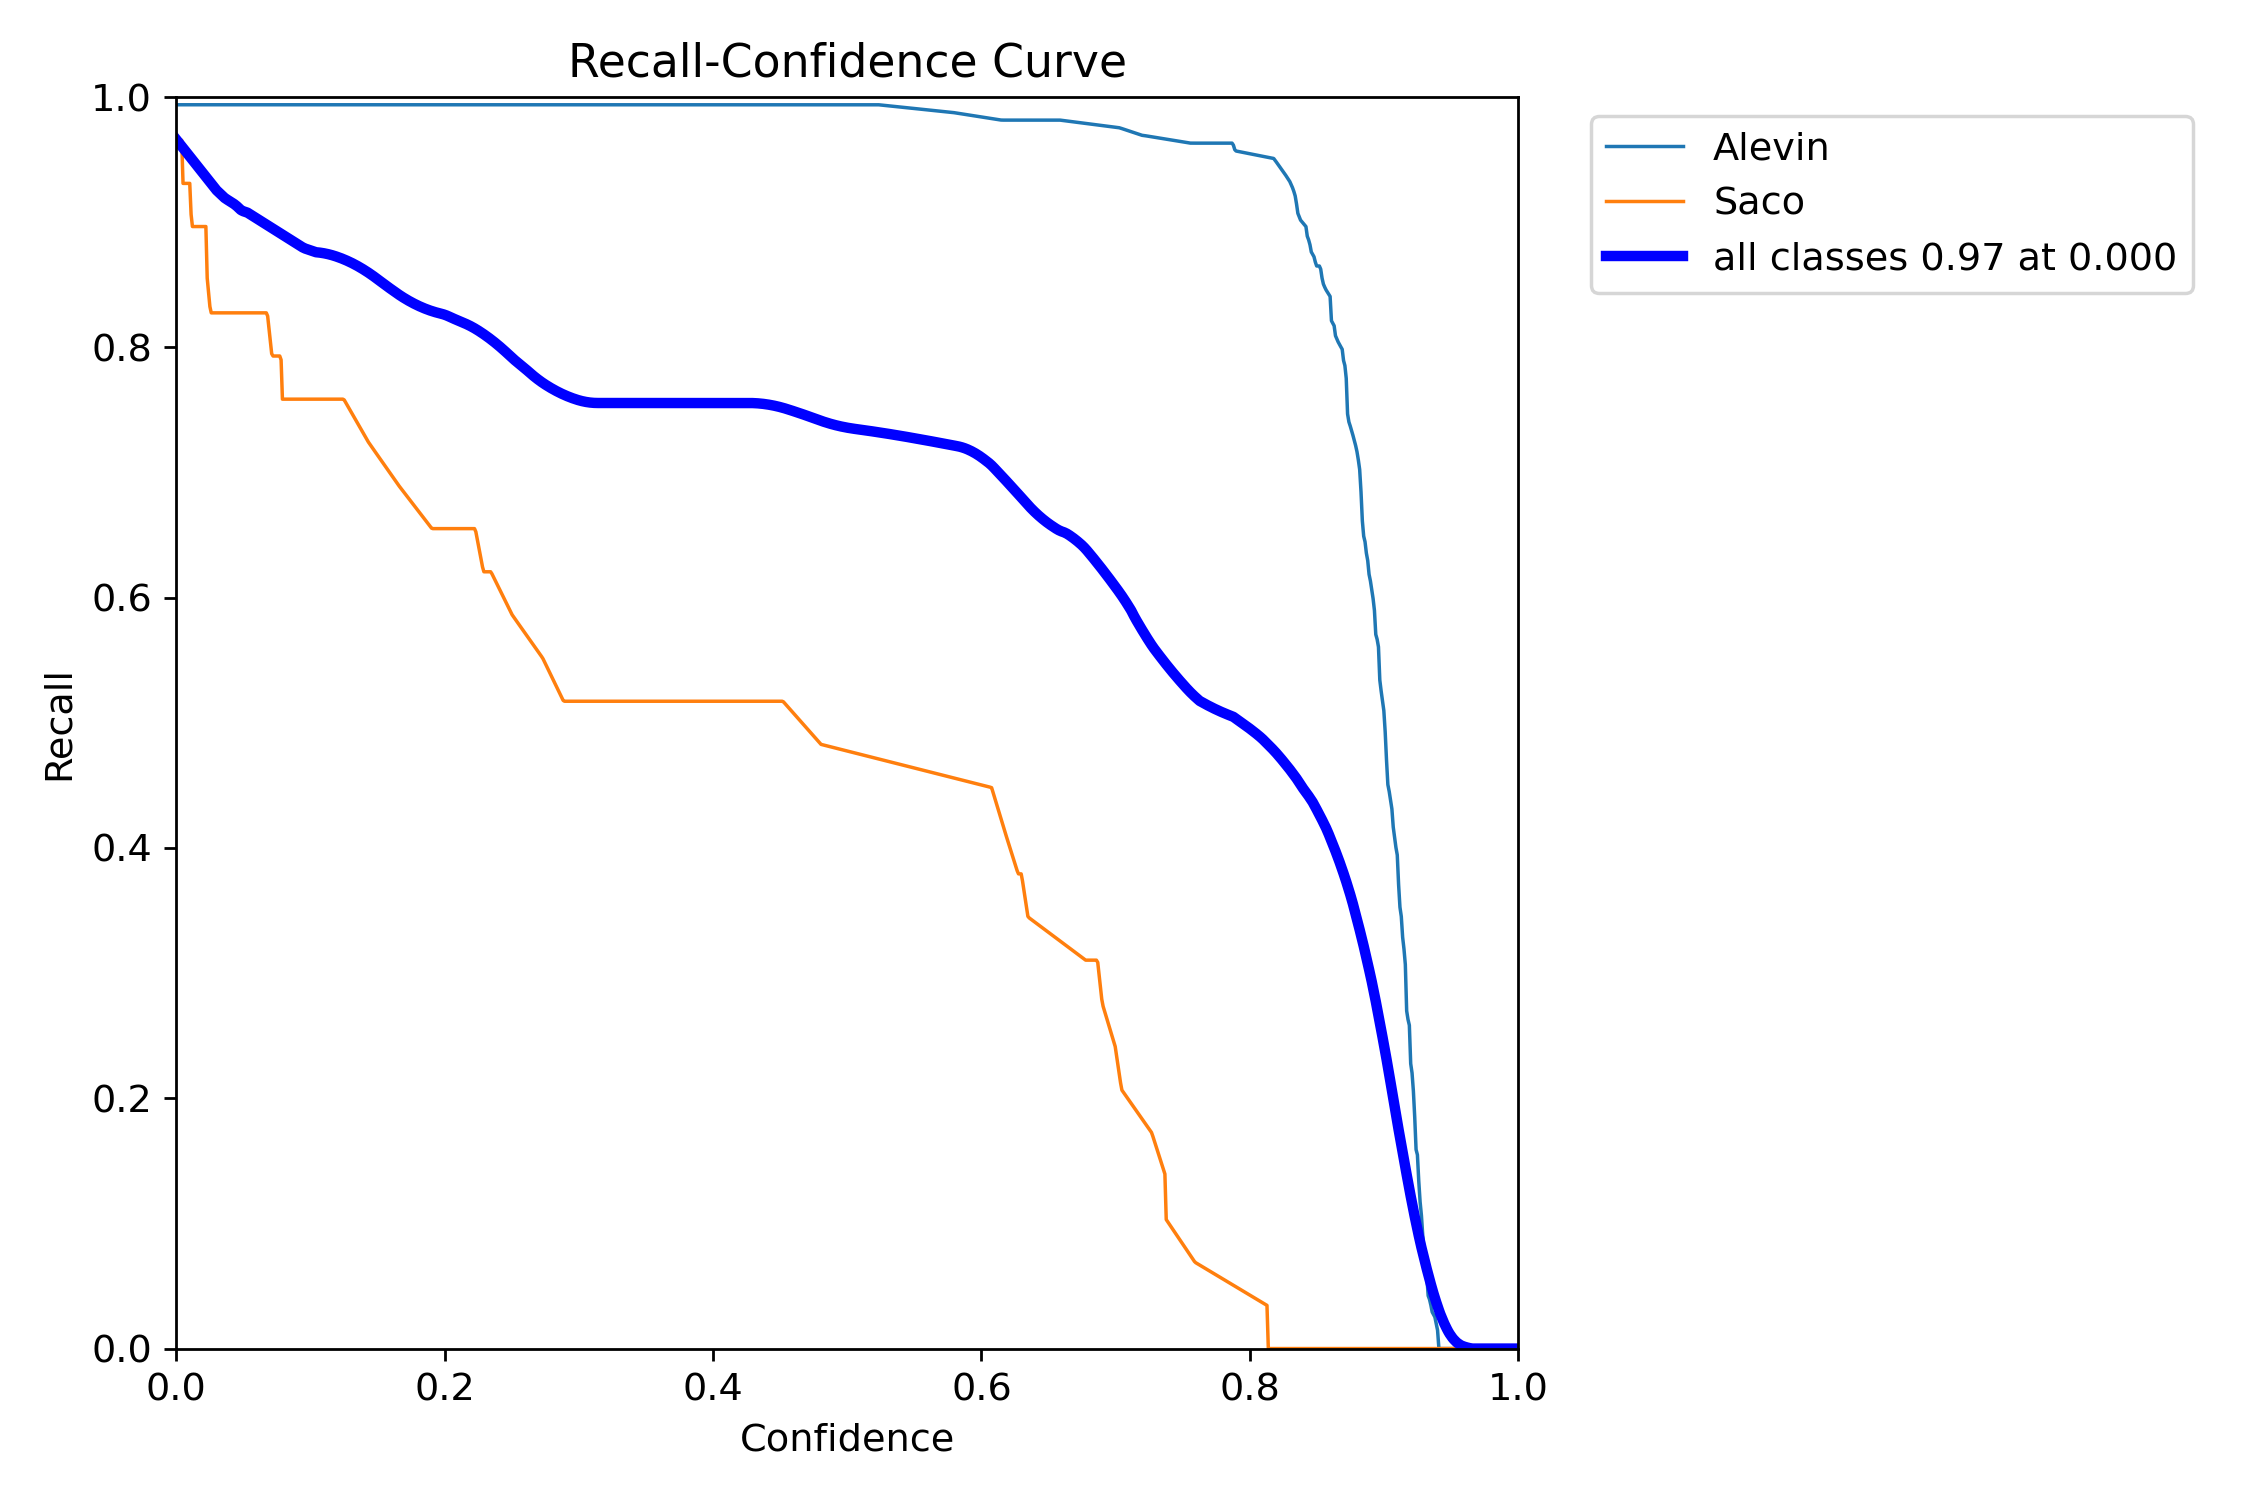 Recall-Confidence Curve
1.0
0.8
0.6
0.4
0.2
0.0
Recall
0.0 0.2 0.4 0.6 0.8 1.0
Confidence
Alevin
Saco
all classes 0.97 at 0.000